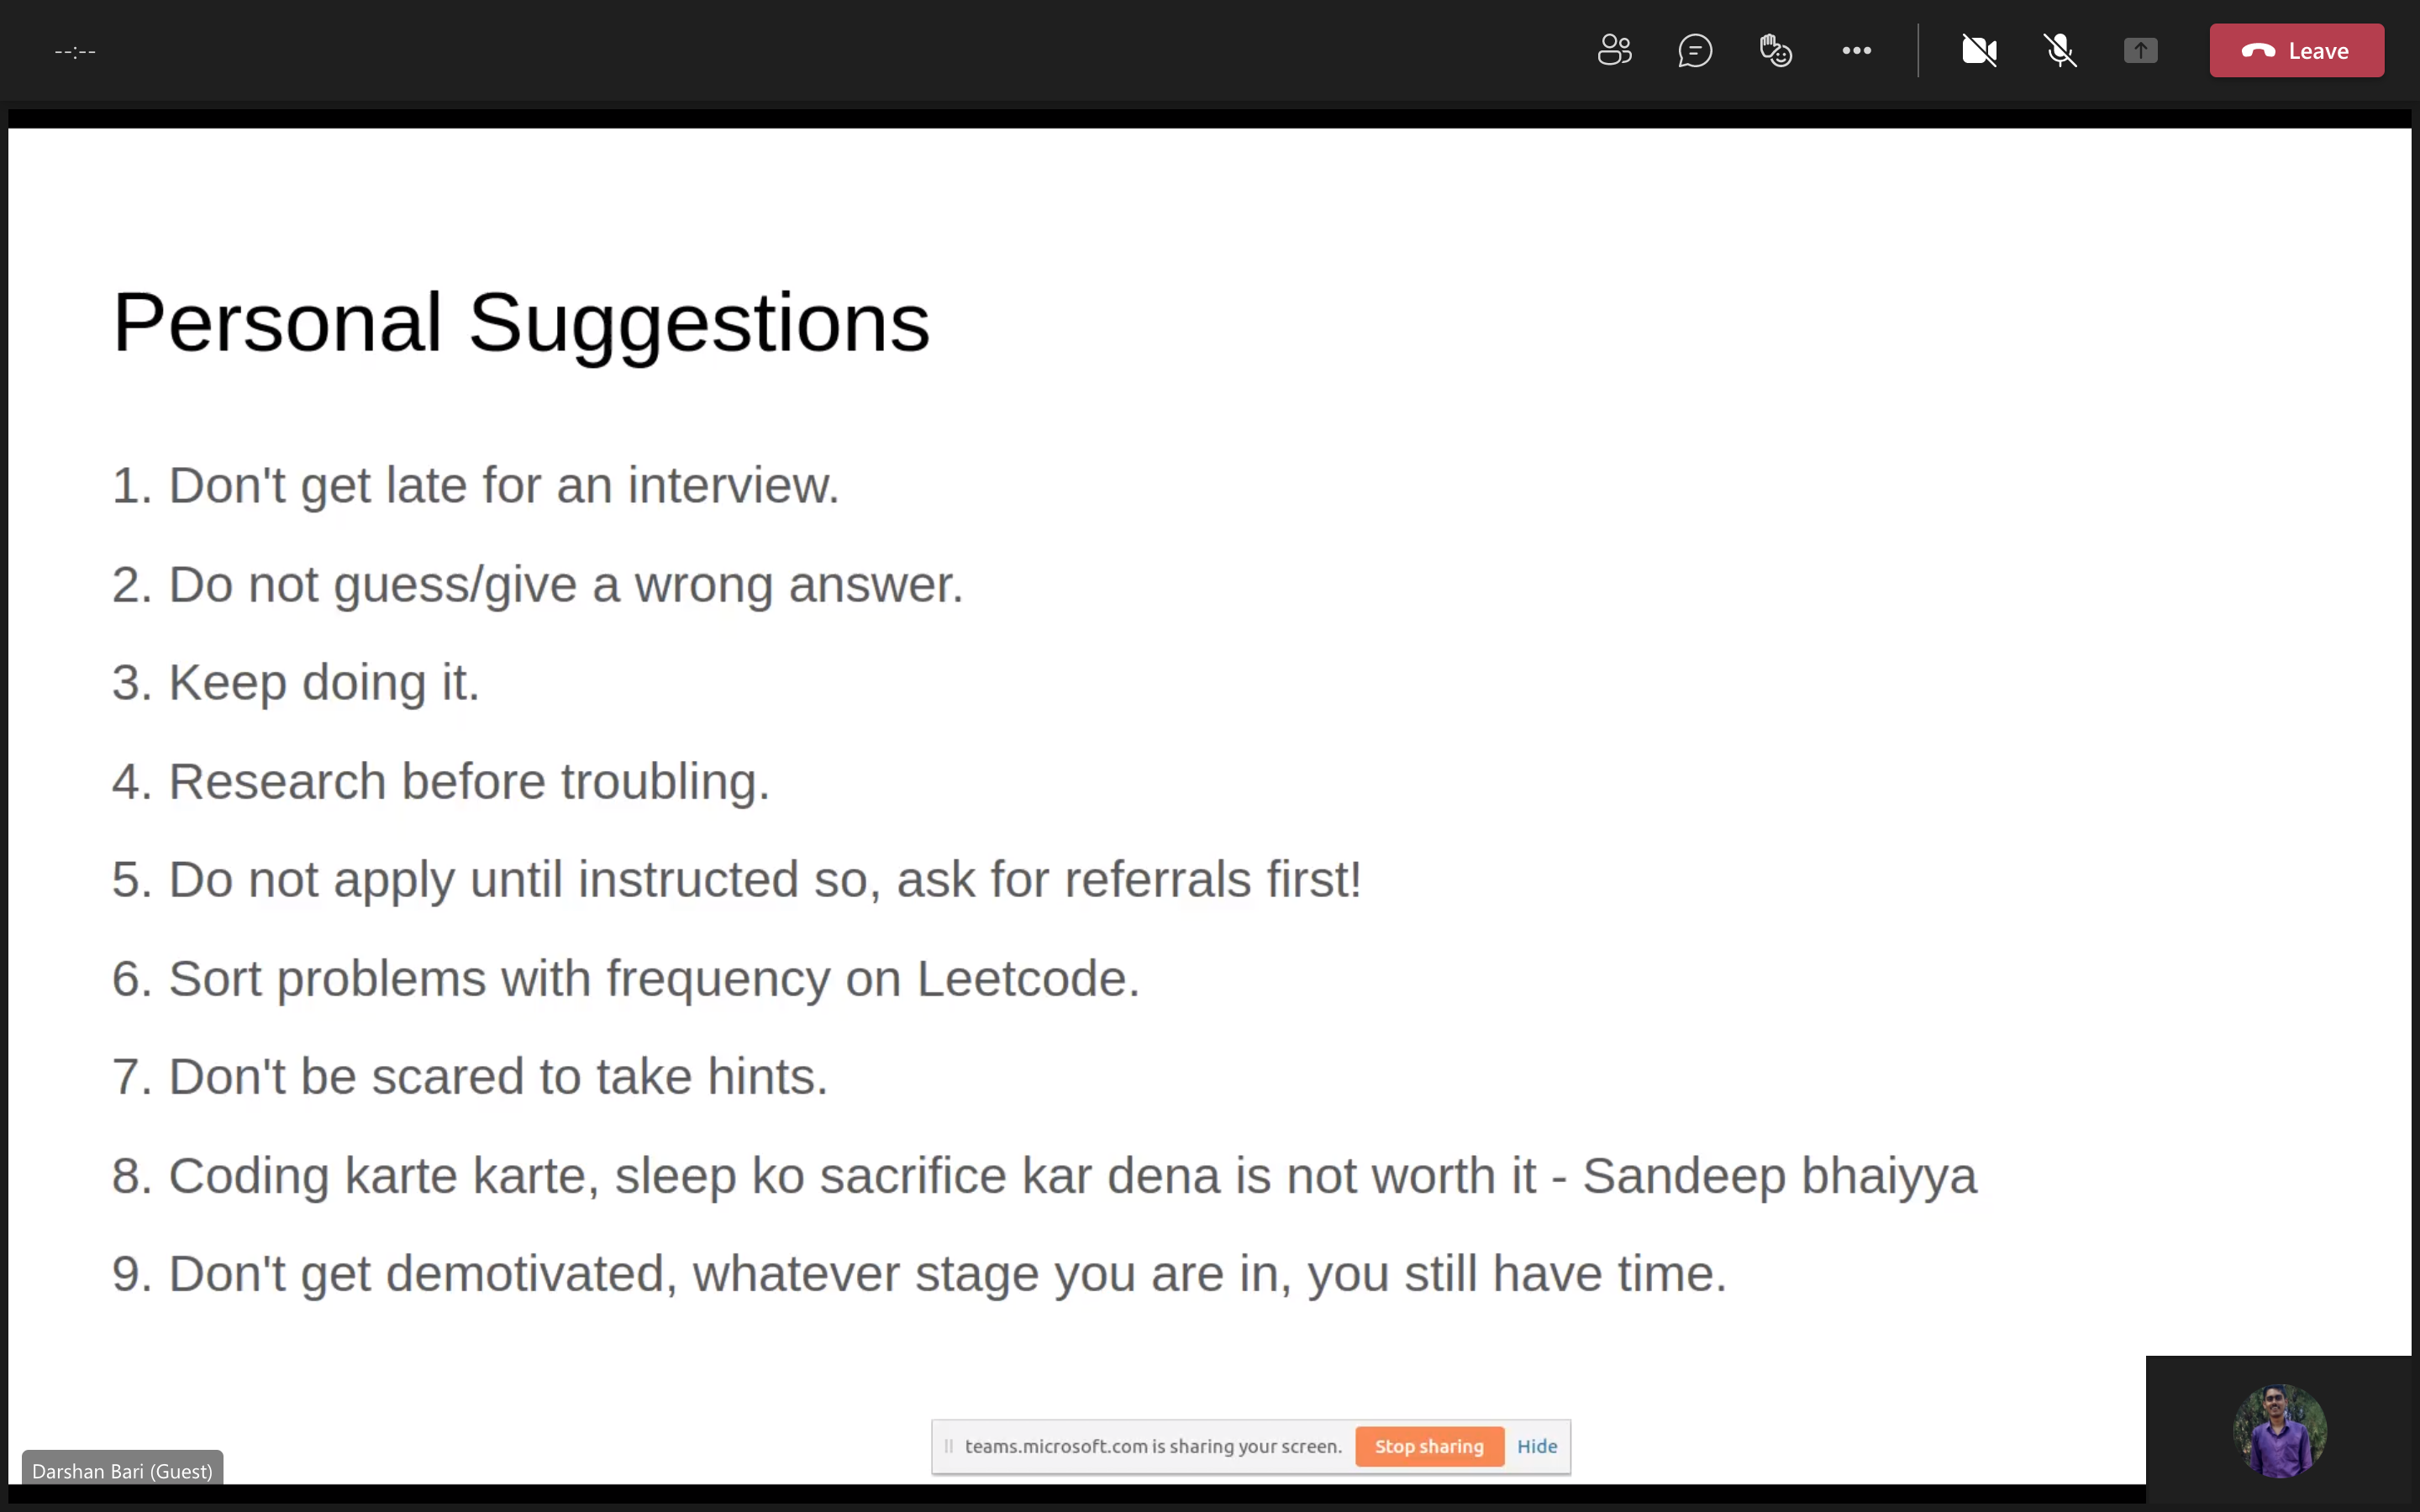 --:--
Leave
Personal Suggestions
1. Don't get late for an interview.
2. Do not guess/give a wrong answer.
3. Keep doing it.
4. Research before troubling.
5. Do not apply until instructed so, ask for referrals first!
6. Sort problems with frequency on Leetcode.
7. Don't be scared to take hints.
8. Coding karte karte, sleep ko sacrifice kar dena is not worth it - Sandeep bhaiyya
9. Don't get demotivated, whatever stage you are in, you still have time.
teams.microsoft.com is sharing your screen. Stop sharing Hide
Darshan Bari (Guest)